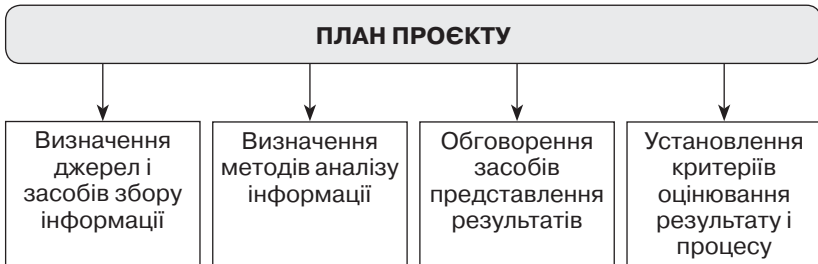 ПЛАН ПРОЄКТУ
Визначення
джерел і
засобів збору
інформації
Визначення
методів аналізу
інформації
Обговорення
засобів
представлення
результатів
Установлення
критеріїв
оцінювання
результату і
процесу